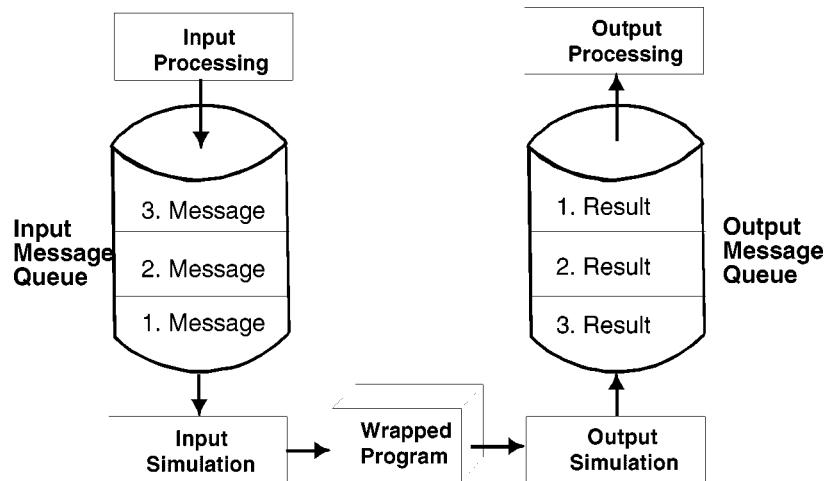 Input
Processing
3. Message
2. Message
1. Message
Input
Message
Queue
Input
Simulation
Wrapped
Program
Output
Simulation
Output
Processing
1. Result
2. Result
3. Result
Output
Message
Queue